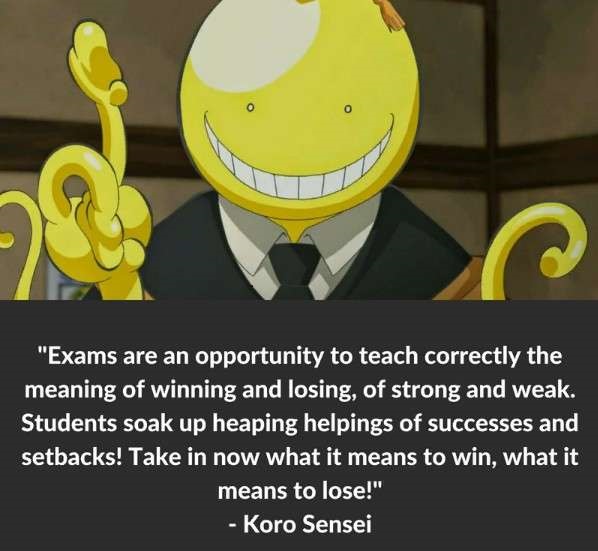 "Exams are an opportunity to teach correctly the
meaning of winning and losing, of strong and weak.
Students soak up heaping helpings of successes and
setbacks! Take in now what it means to win, what it
means to lose!"
- Koro Sensei